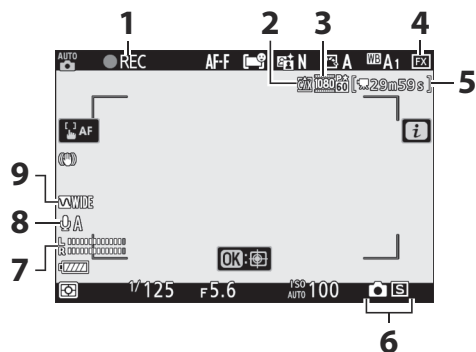 1 2 3 4
AUTO REC AF-F N A WB A1 FX
1080 60 [29m59s] 5
AF i
9 WIDE
8 A
L
R
7
OK:
1/125 F5.6 ISO AUTO 100 S
6